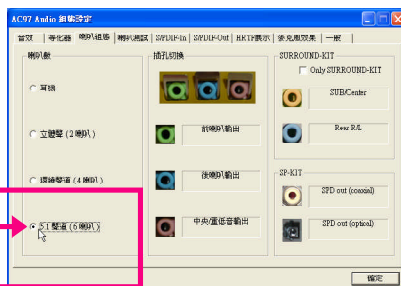 AC97 Audio 組態設定
音效 等化器 喇叭組態 喇叭測試 S/PDIF-In S/PDIF-Out HRTF展示 麥克風效果 一般
喇叭數
耳機
立體聲 (2 喇叭)
環繞聲道 (4 喇叭)
5.1 聲道 (6 喇叭)
插孔切換
前喇叭輸出
後喇叭輸出
中央/重低音輸出
SURROUND-KIT
Only SURROUND-KIT
SUB/Center
Rear R/L
SP-KIT
SPD out (coaxial)
SPD out (optical)
確定